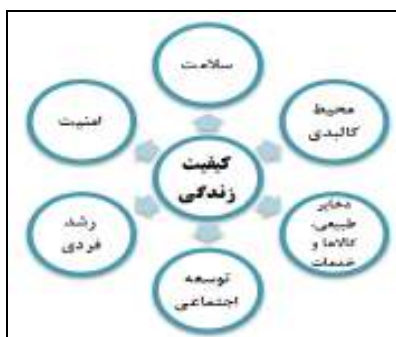 سلامت
محیط
کالبدی
ذخایر
طبیعی،
کالاها و
خدمات
توسعه
اجتماعی
رشد
فردی
امنیت
کیفیت
زندگی